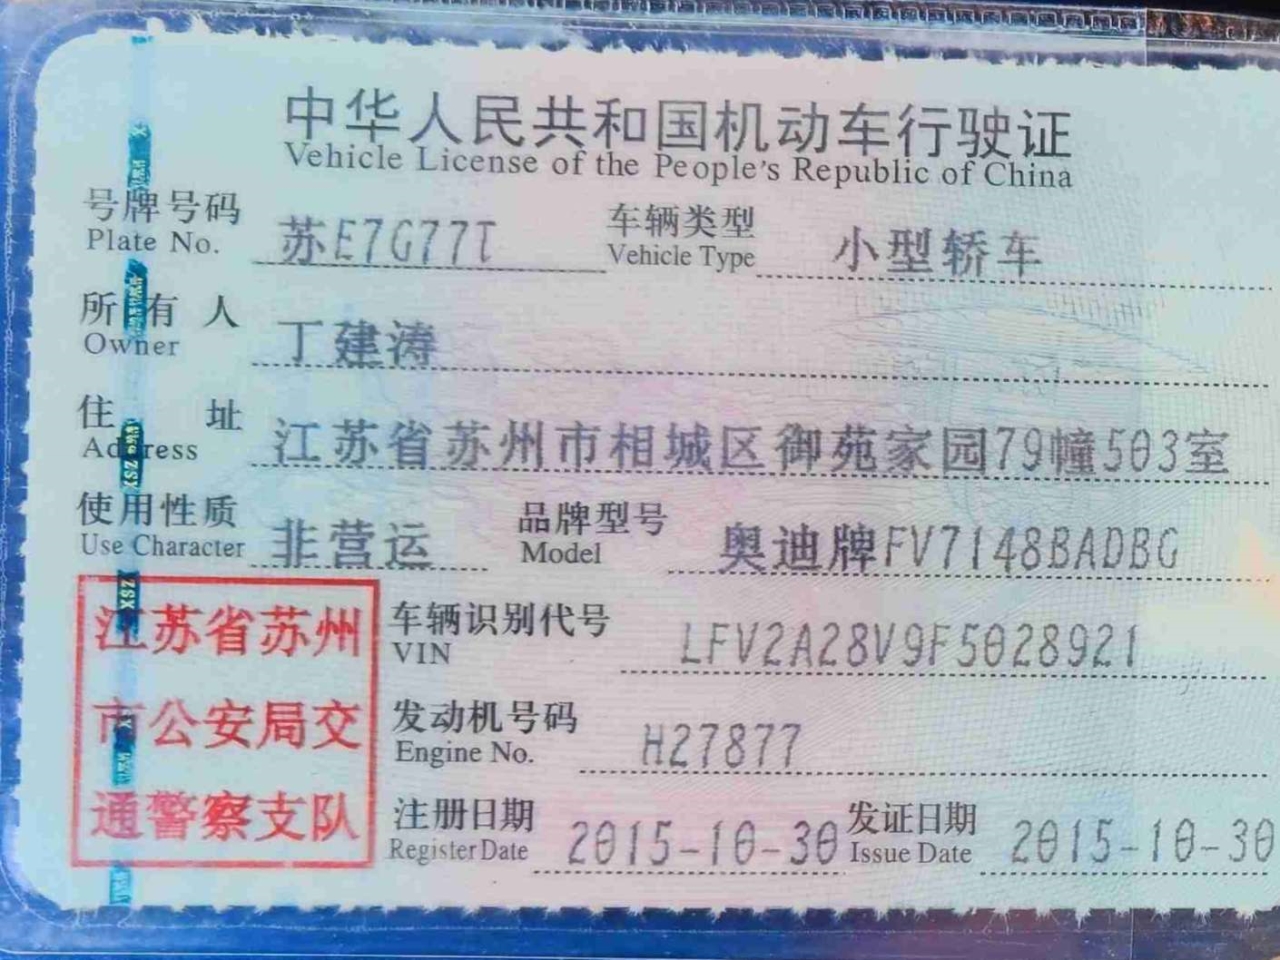 中华人民共和国机动车行驶证
Vehicle License of the People's Republic of China
号牌号码 苏E7G77T 车辆类型 小型轿车
Plate No. Vehicle Type
所有人 丁建涛
Owner
住址 江苏省苏州市相城区御苑家园79幢503室
Address
使用性质 非营运 品牌型号 奥迪牌FV7148BADBG
Use Character Model
江苏省苏州
市公安局交
通警察支队
车辆识别代号 LFV2A28V9F5028921
VIN
发动机号码 H27877
Engine No.
注册日期 2015-10-30 发证日期 2015-10-30
Register Date Issue Date